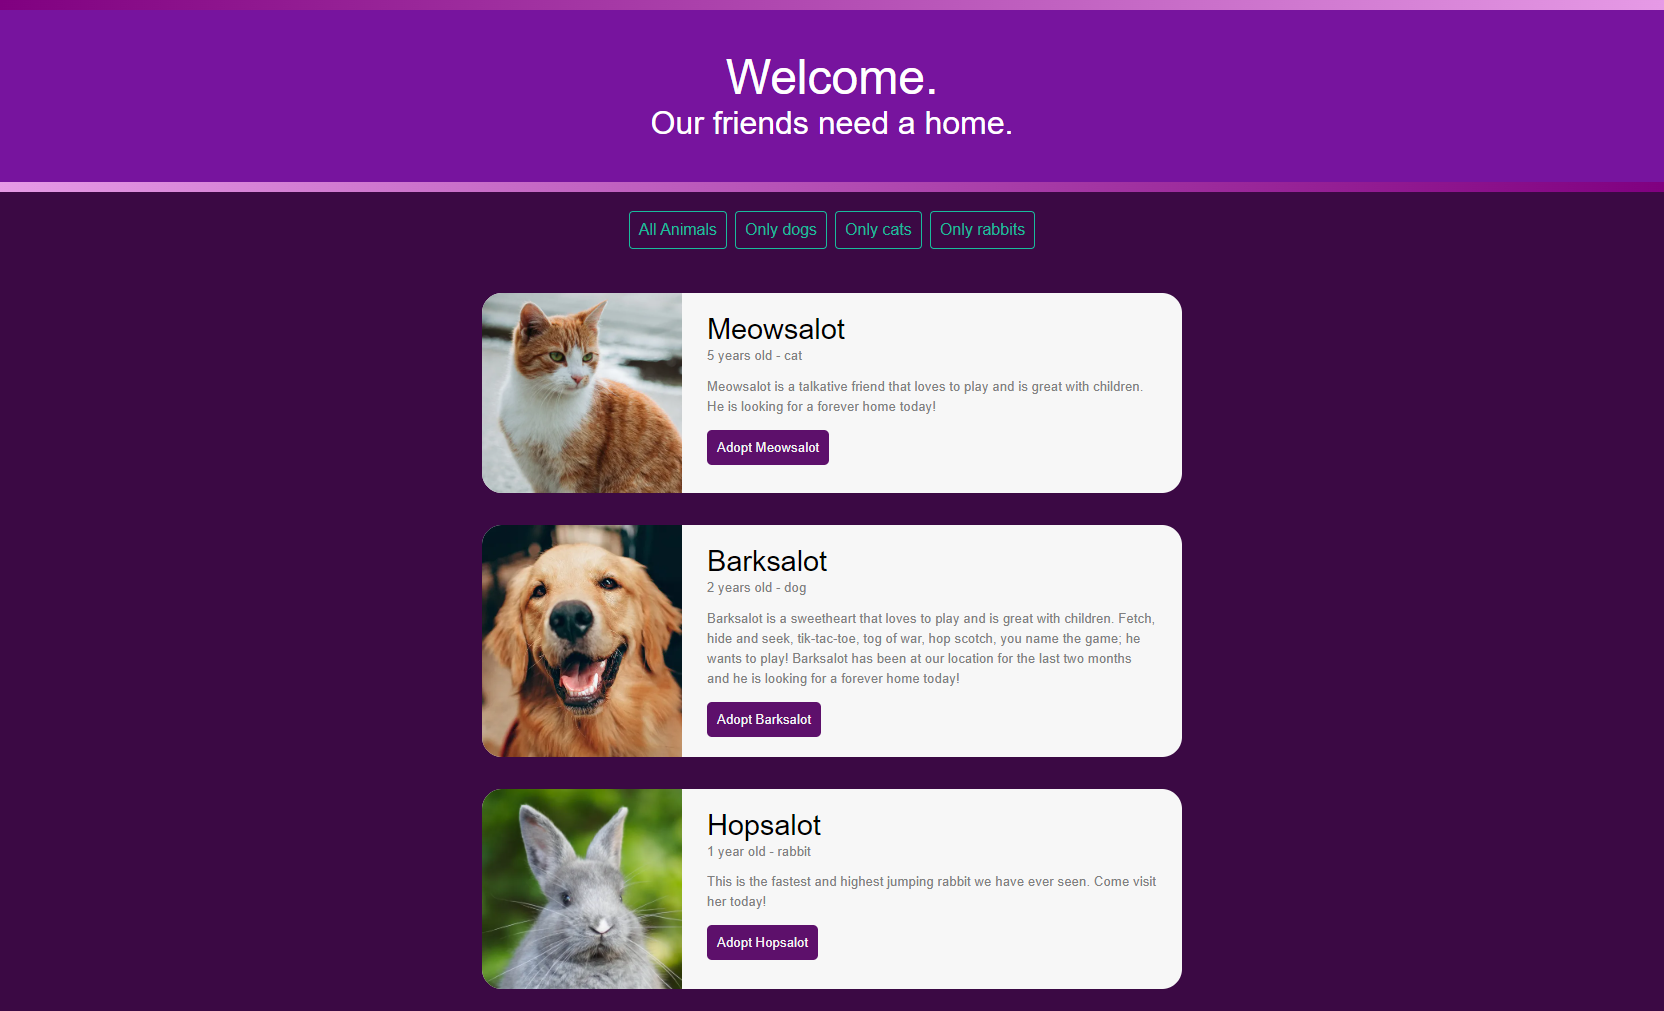 Welcome.
Our friends need a home.
All Animals
Only dogs
Only cats
Only rabbits
Meowsalot
5 years old - cat
Meowsalot is a talkative friend that loves to play and is great with children.
He is looking for a forever home today!
Adopt Meowsalot
Barksalot
2 years old - dog
Barksalot is a sweetheart that loves to play and is great with children. Fetch,
hide and seek, tik-tac-toe, tog of war, hop scotch, you name the game; he
wants to play! Barksalot has been at our location for the last two months
and he is looking for a forever home today!
Adopt Barksalot
Hopsalot
1 year old - rabbit
This is the fastest and highest jumping rabbit we have ever seen. Come visit
her today!
Adopt Hopsalot